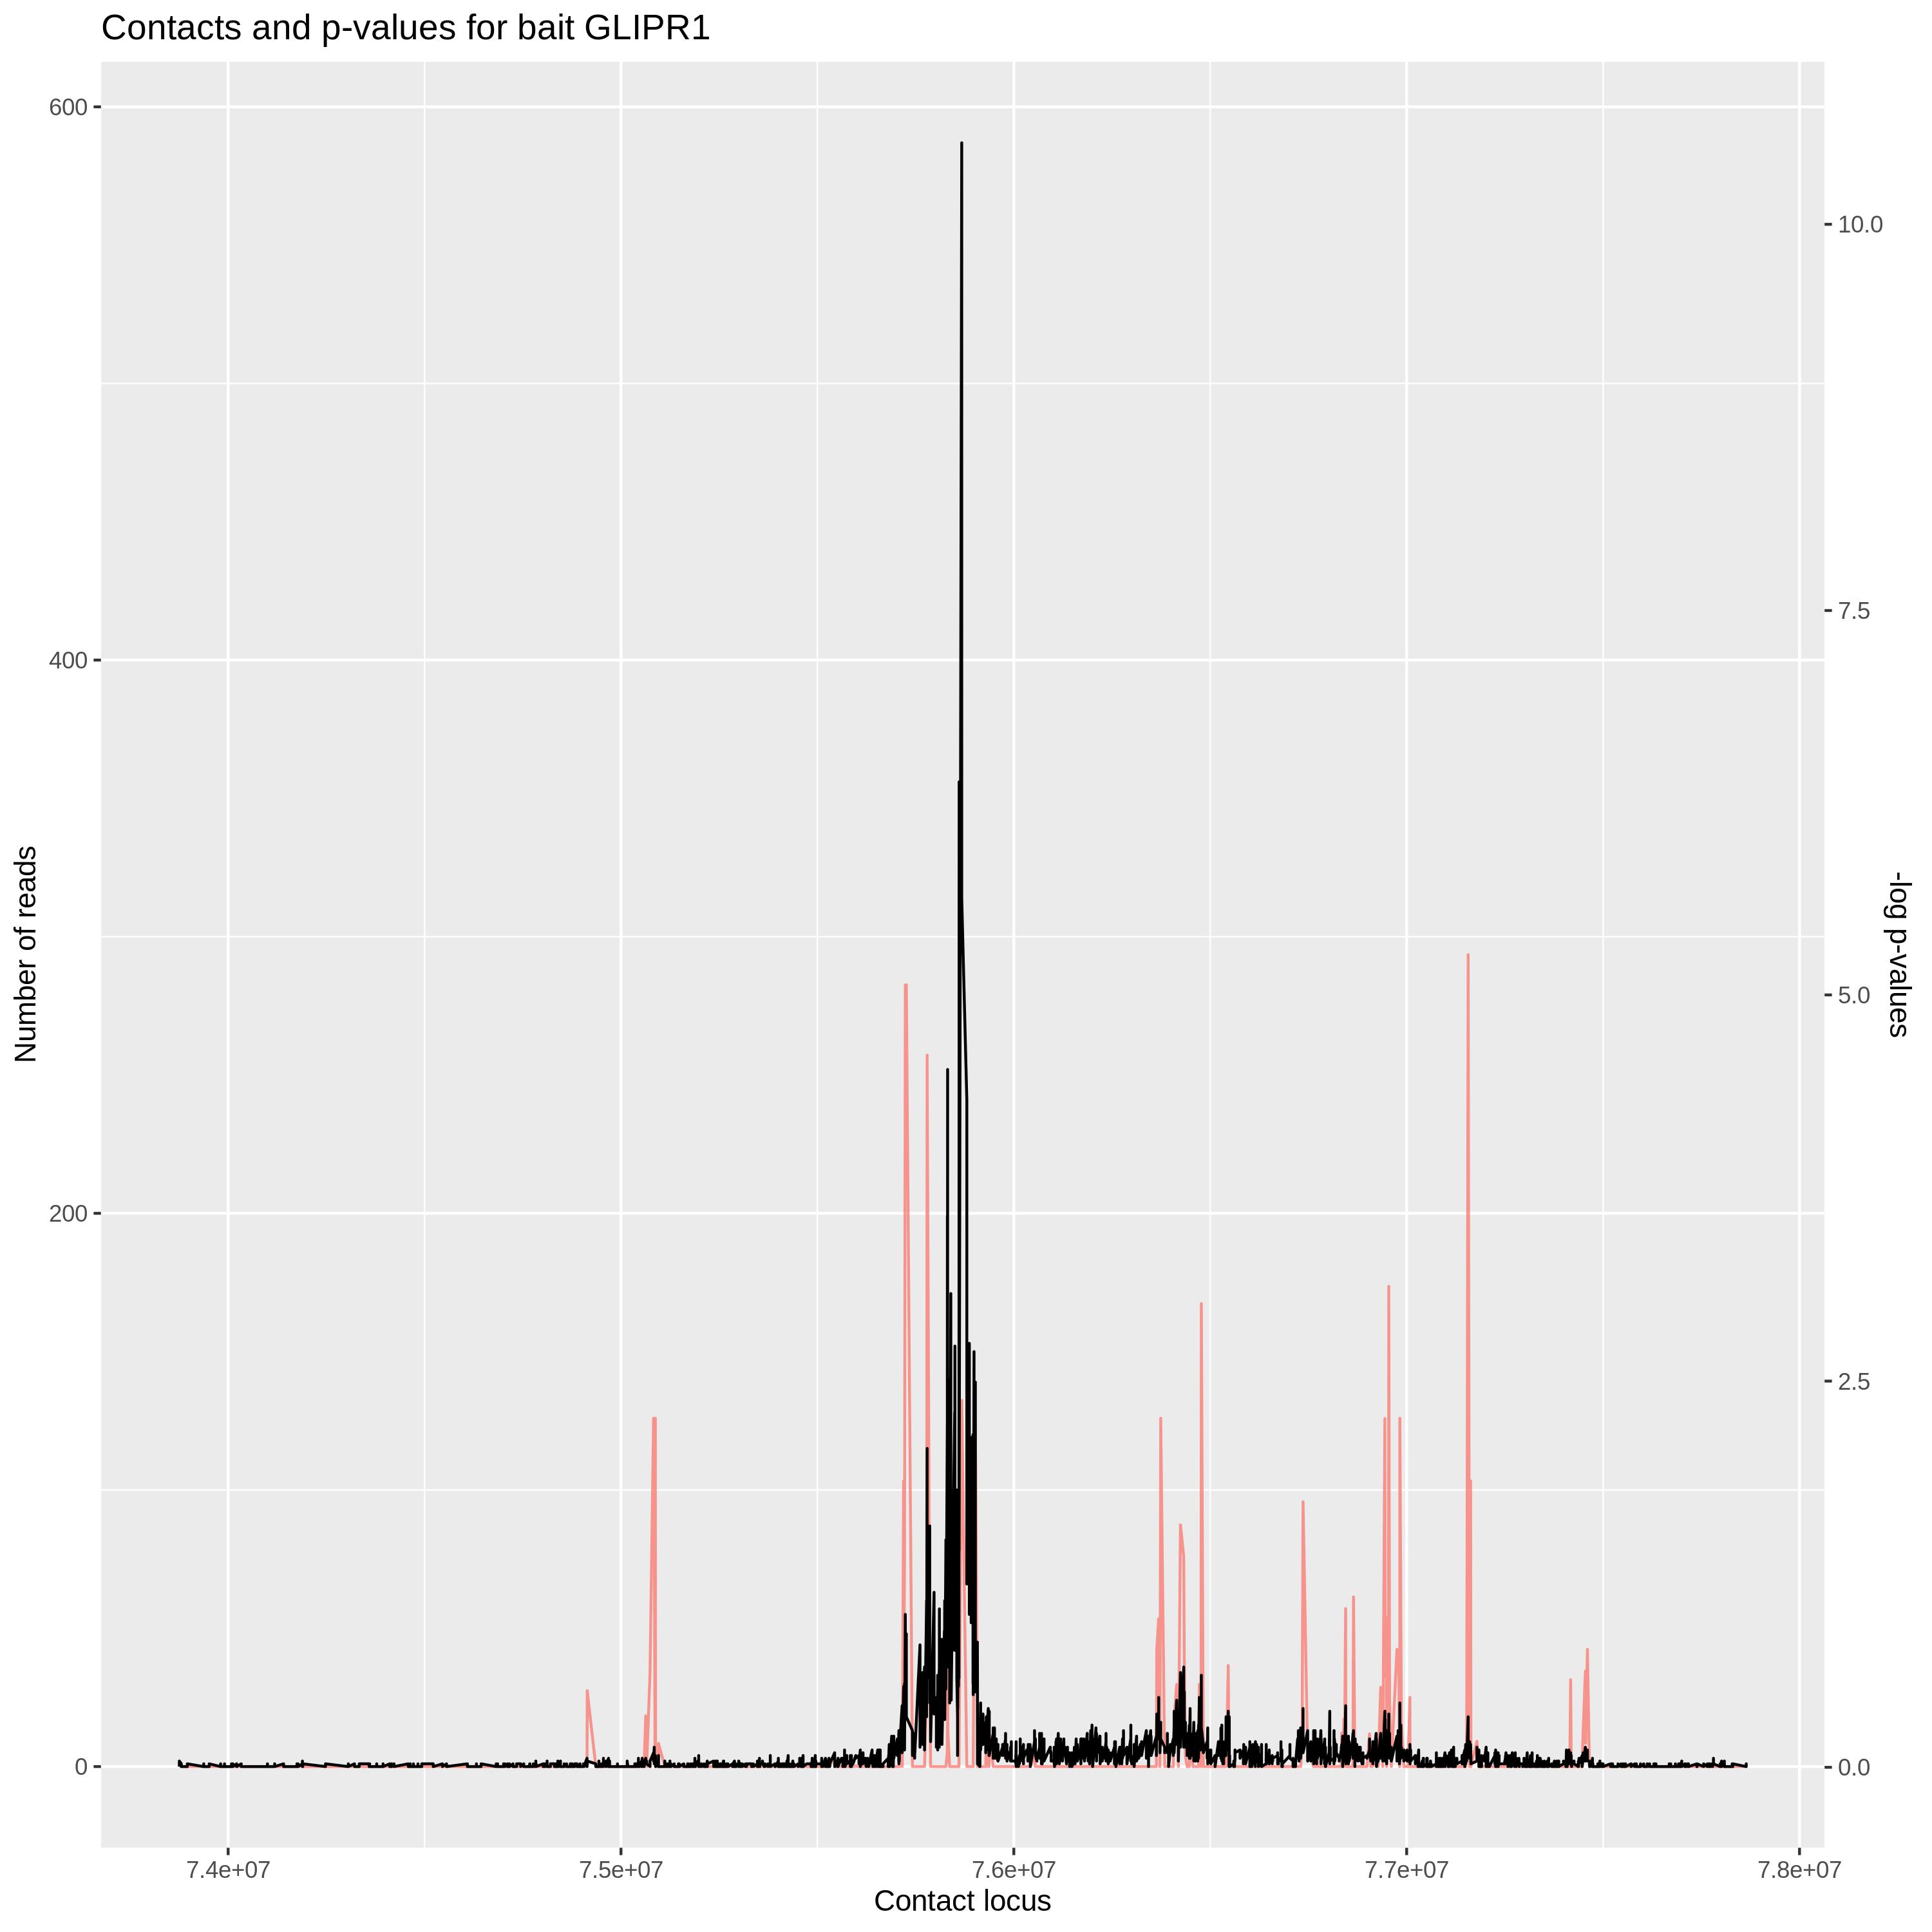 Contacts and p-values for bait GLIPR1
600
400
200
0
Number of reads
10.0
7.5
5.0
2.5
0.0
-log p-values
7.4e+07
7.5e+07
7.6e+07
7.7e+07
7.8e+07
Contact locus